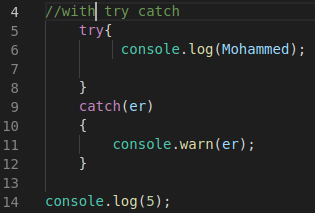 4 //with try catch
5 try{
6 console.log(Mohammed);
7
8 }
9 catch(er)
10 {
11 console.warn(er);
12 }
13
14 console.log(5);